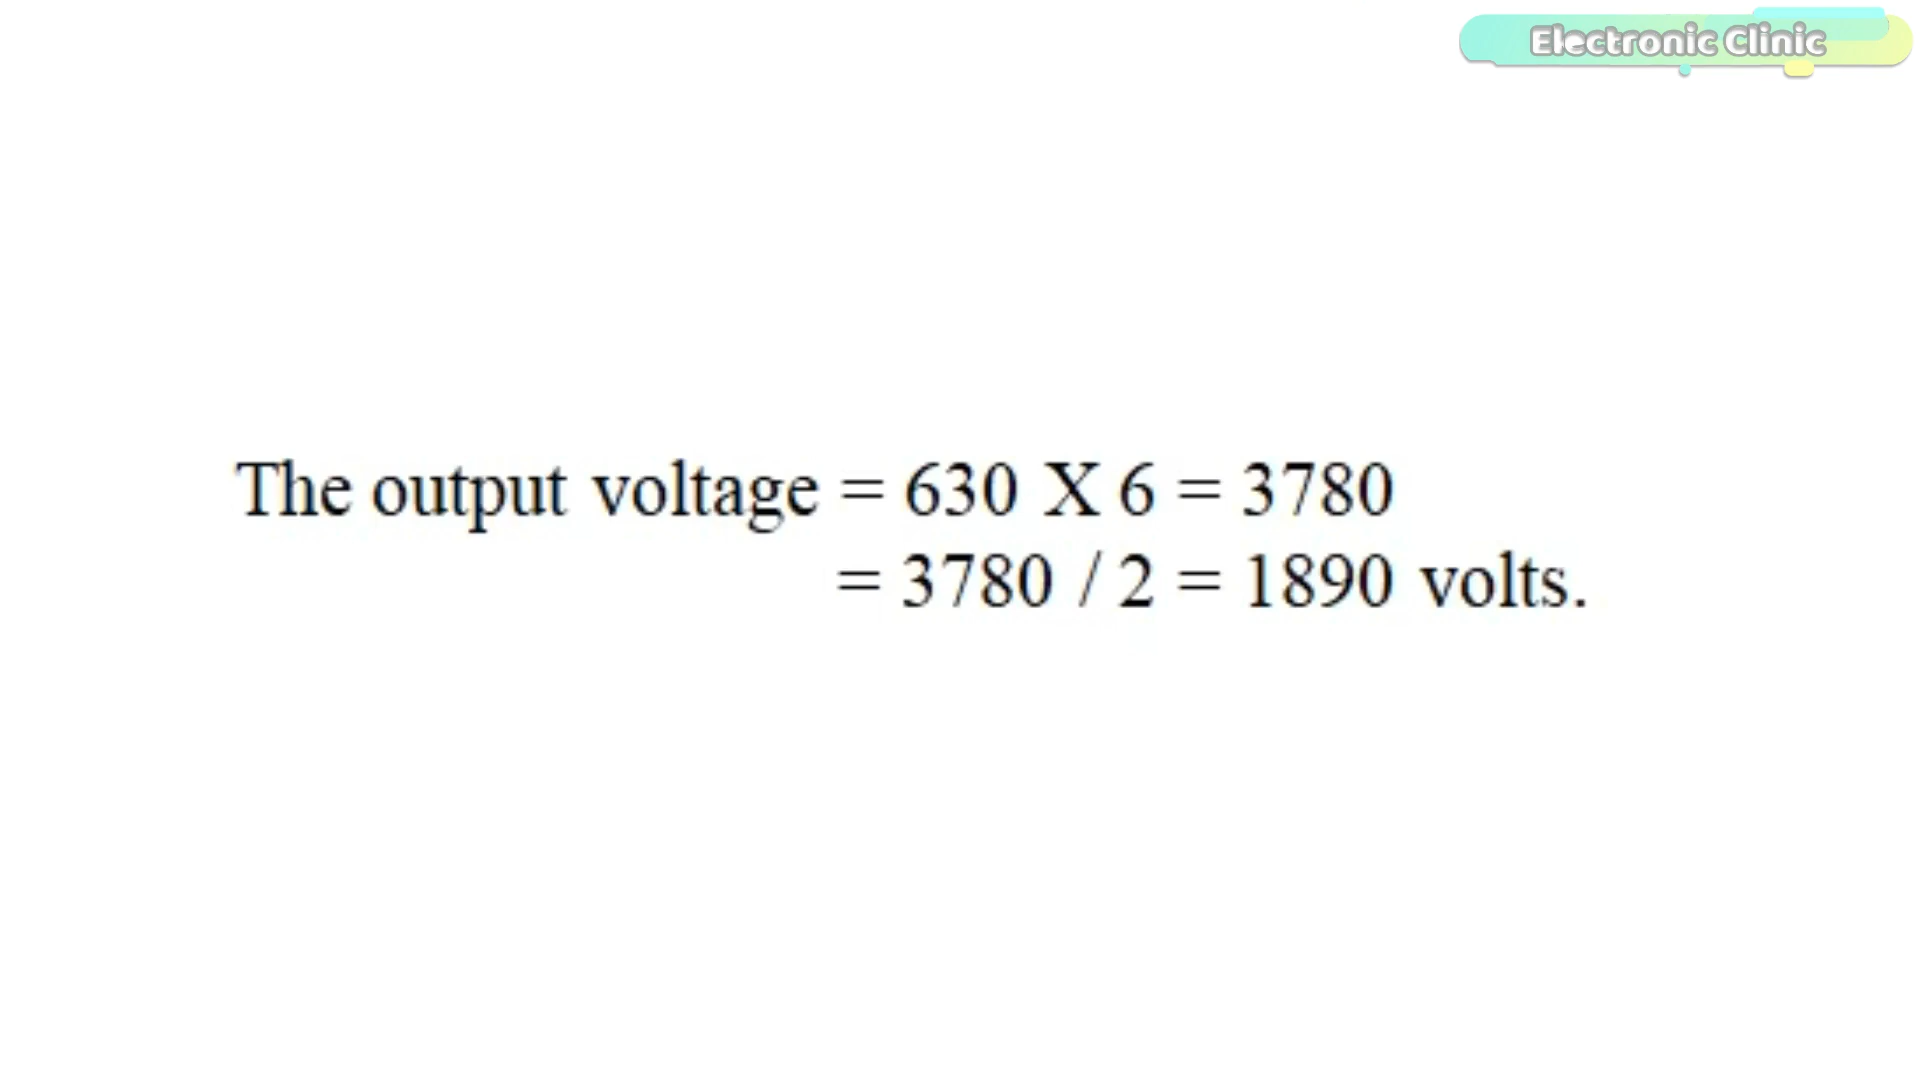 Electronic Clinic
The output voltage = 630 X 6 = 3780
= 3780 / 2 = 1890 volts.